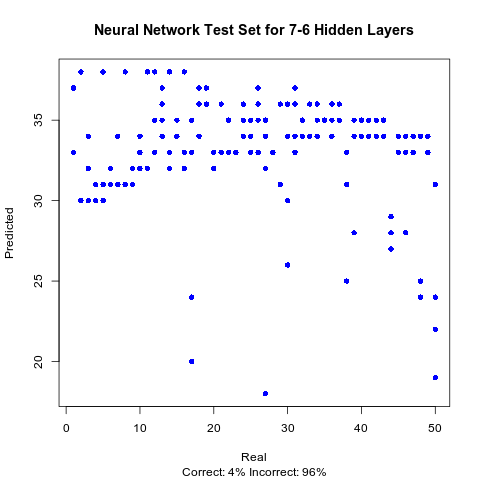 Neural Network Test Set for 7-6 Hidden Layers
Predicted
35
30
25
20
0 10 20 30 40 50
Real
Correct: 4% Incorrect: 96%